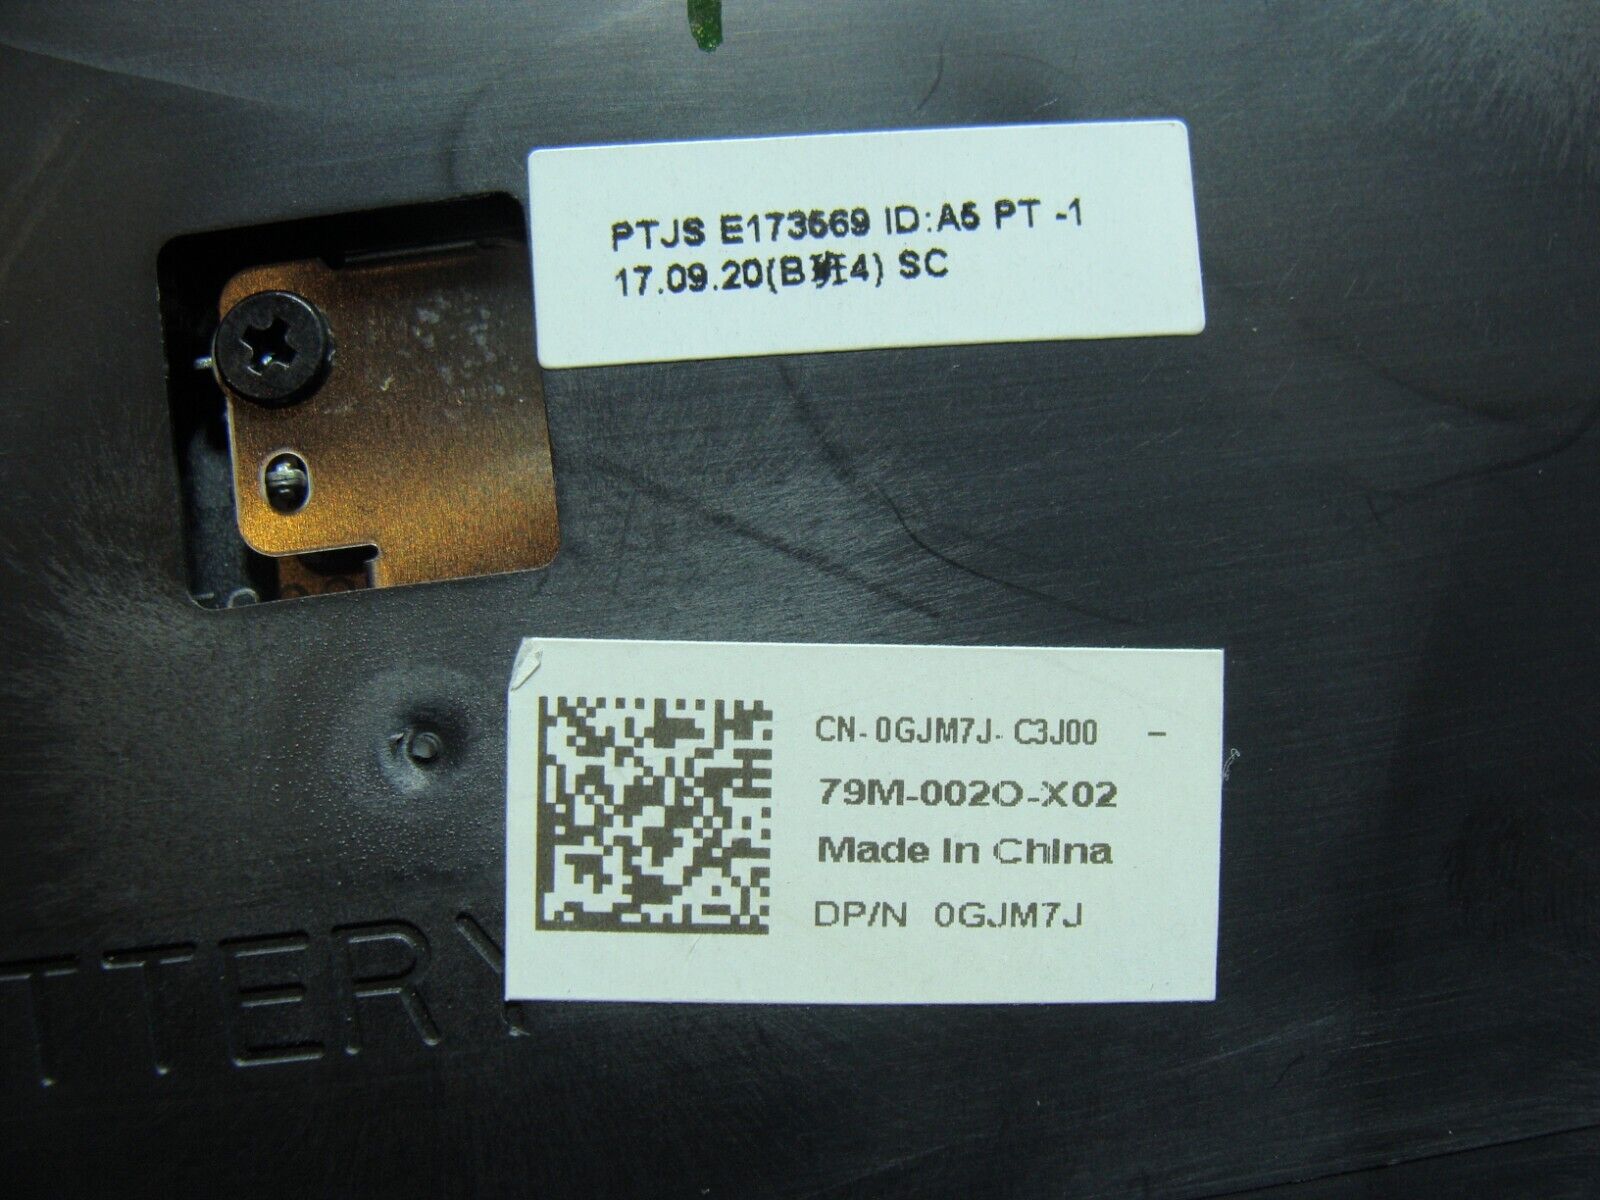 PTJS E173569 ID:A5 PT -1
17.09.20(B班4) SC
CN-0GJM7J-C3J00 -
79M-002O-X02
Made In China
DP/N 0GJM7J
TTERY